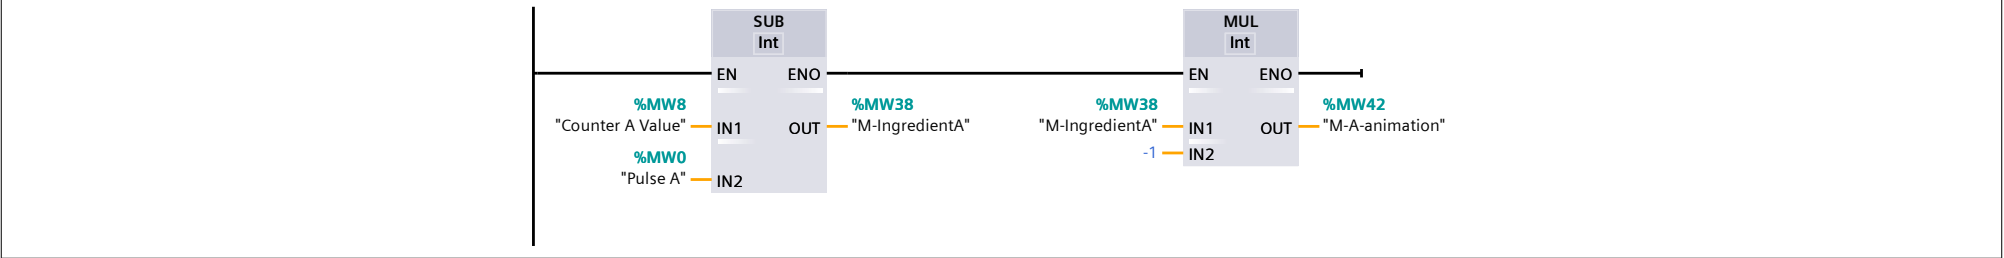 SUB
Int
EN
ENO
%MW8
"Counter A Value"
IN1
%MW0
"Pulse A"
IN2
OUT
%MW38
"M-IngredientA"
MUL
Int
EN
ENO
%MW38
"M-IngredientA"
IN1
-1
IN2
OUT
%MW42
"M-A-animation"